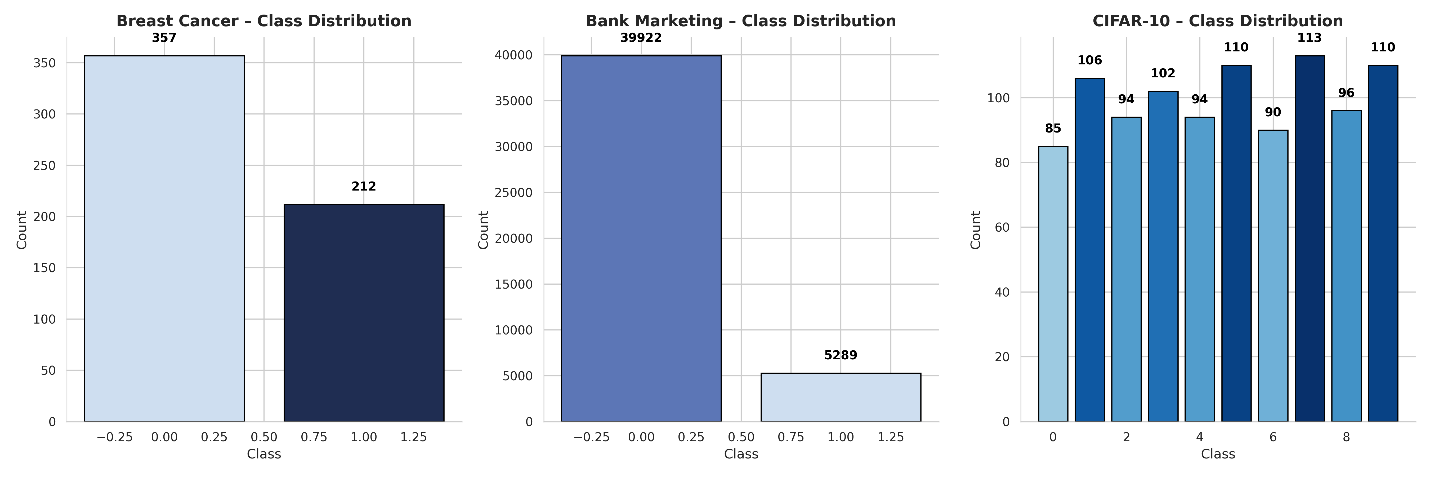 Breast Cancer – Class Distribution
357
212
350
300
250
200
150
100
50
0
Count
−0.25 0.00 0.25 0.50 0.75 1.00 1.25
Class
Bank Marketing – Class Distribution
39922
5289
40000
35000
30000
25000
20000
15000
10000
5000
0
Count
−0.25 0.00 0.25 0.50 0.75 1.00 1.25
Class
CIFAR-10 – Class Distribution
85 106 94 102 94 110 90 113 96 110
100
80
60
40
20
0
Count
0 2 4 6 8
Class